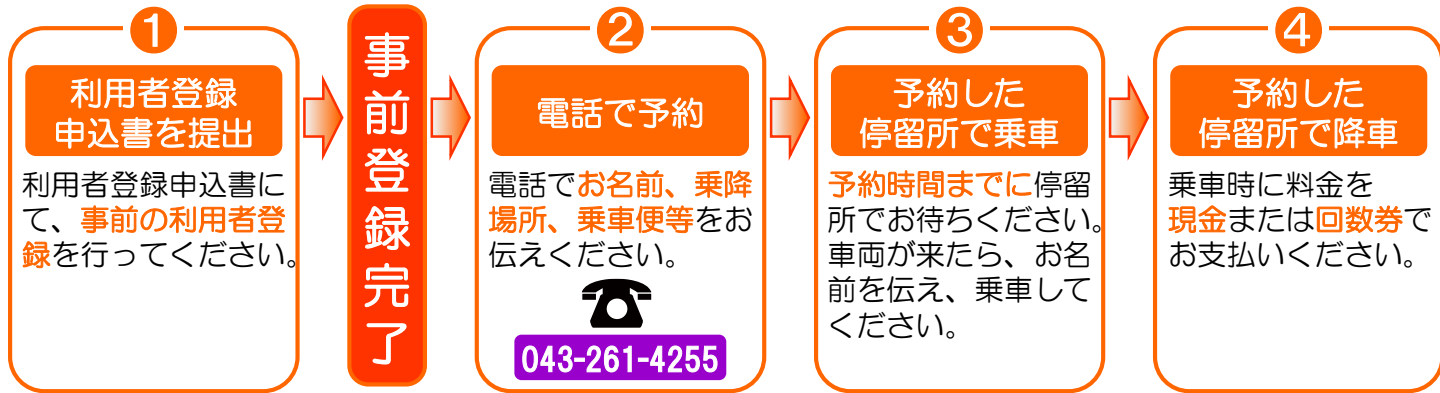 1
利用者登録
申込書を提出
利用者登録申込書に
て、事前の利用者登
録を行ってください。
事前登録完了
2
電話で予約
電話でお名前、乗降
場所、乗車便等をお
伝えください。
043-261-4255
3
予約した
停留所で乗車
予約時間までに停留
所でお待ちください。
車両が来たら、お名
前を伝え、乗車して
ください。
4
予約した
停留所で降車
乗車時に料金を
現金または回数券で
お支払いください。